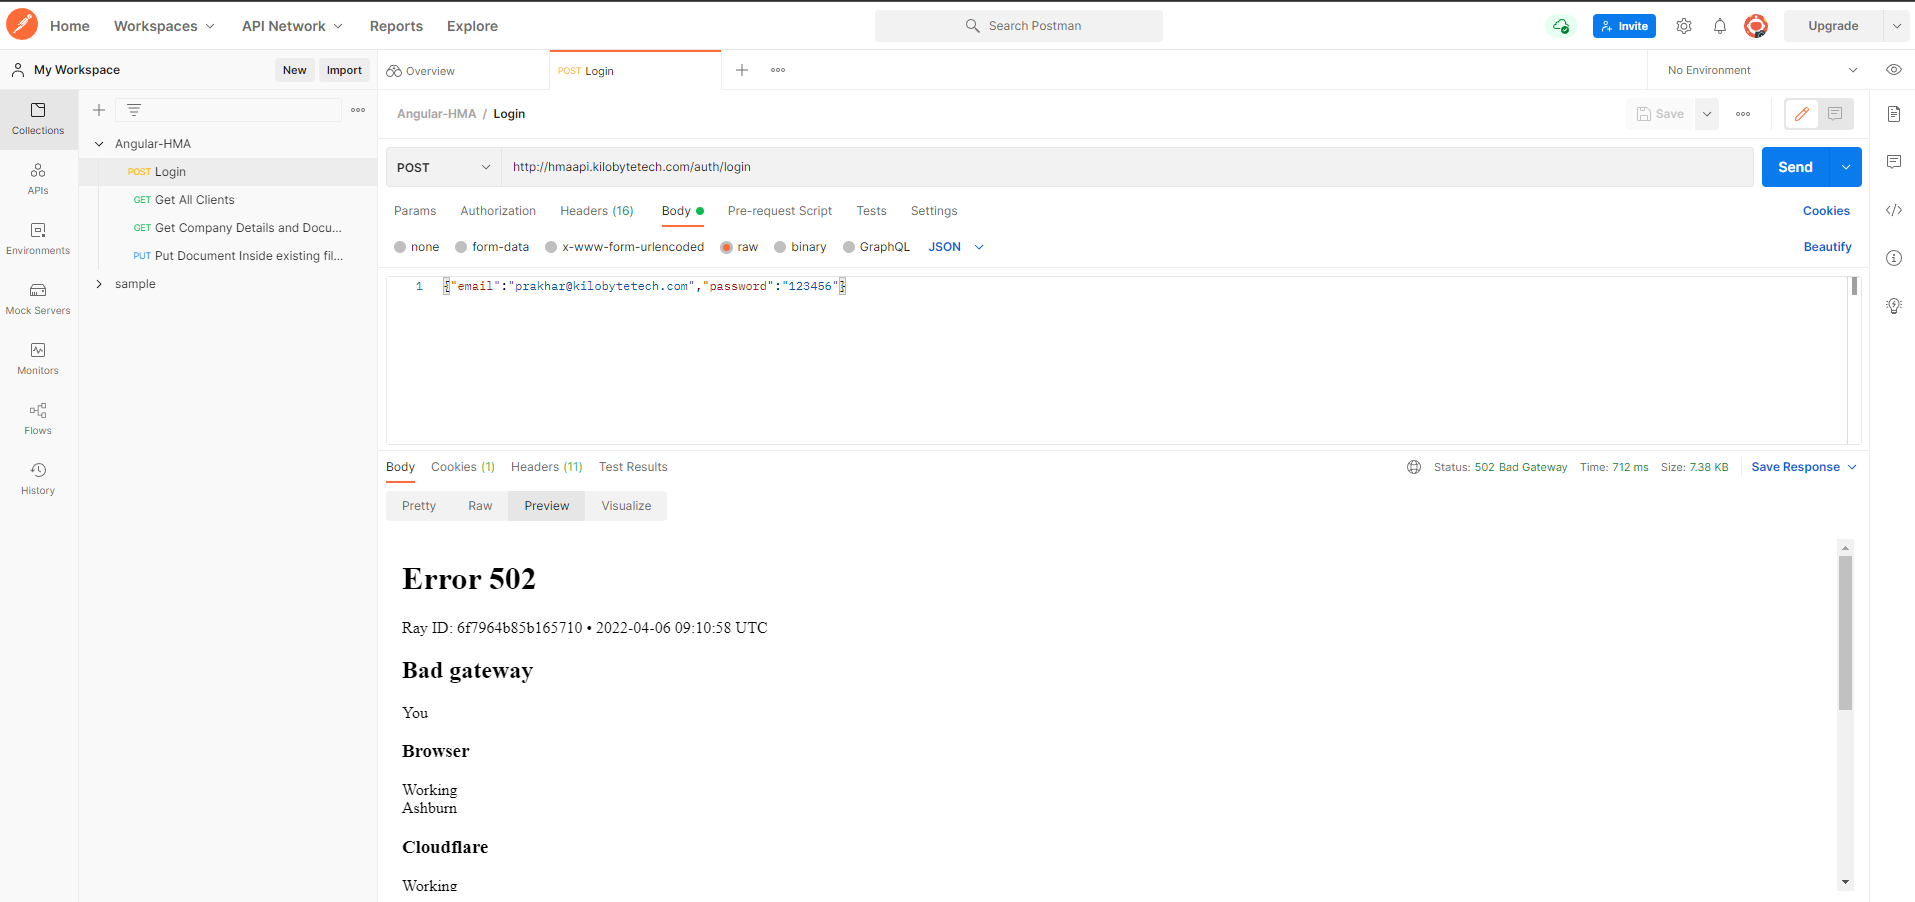 Home Workspaces API Network Reports Explore Search Postman Invite Upgrade
My Workspace New Import Overview POST Login No Environment
Collections
APIs
Environments
Mock Servers
Monitors
Flows
History
Angular-HMA
POST Login
GET Get All Clients
GET Get Company Details and Docu...
PUT Put Document Inside existing fil...
sample
Angular-HMA / Login Save
POST http://hmaapi.kilobytetech.com/auth/login Send
Params Authorization Headers (16) Body Pre-request Script Tests Settings Cookies
none form-data x-www-form-urlencoded raw binary GraphQL JSON Beautify
1 {"email":"prakhar@kilobytetech.com","password":"123456"}
Body Cookies (1) Headers (11) Test Results Status: 502 Bad Gateway Time: 712 ms Size: 7.38 KB Save Response
Pretty Raw Preview Visualize
Error 502
Ray ID: 6f7964b85b165710 • 2022-04-06 09:10:58 UTC
Bad gateway
You
Browser
Working
Ashburn
Cloudflare
Working